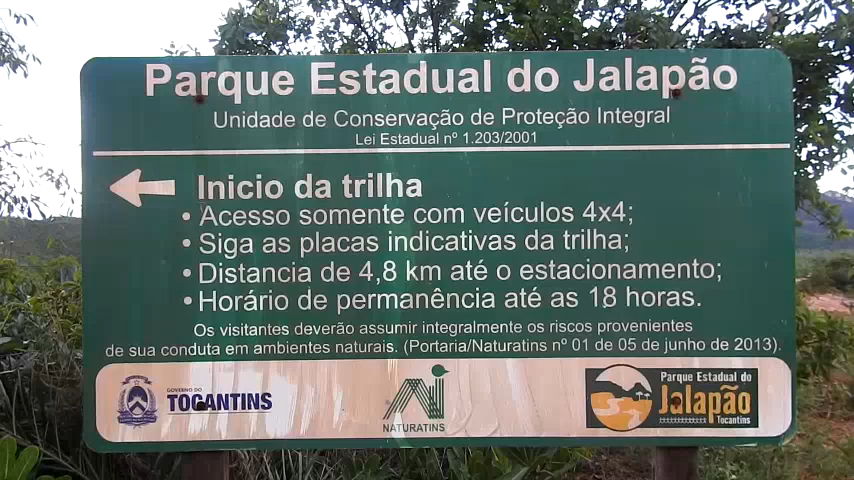 Parque Estadual do Jalapão
Unidade de Conservação de Proteção Integral
Lei Estadual nº 1.203/2001
Inicio da trilha
• Acesso somente com veículos 4x4;
• Siga as placas indicativas da trilha;
• Distancia de 4,8 km até o estacionamento;
• Horário de permanência até as 18 horas.
Os visitantes deverão assumir integralmente os riscos provenientes
de sua conduta em ambientes naturais. (Portaria/Naturatins nº 01 de 05 de junho de 2013).
GOVERNO DO
TOCANTINS
NATURATINS
Parque Estadual do
Jalapão
Tocantins